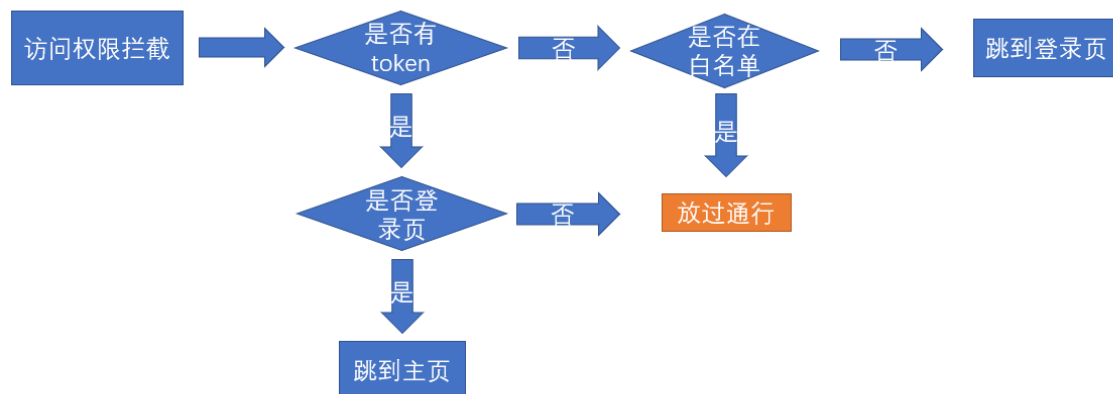 访问权限拦截
是否有
token
否
是否在
白名单
否
跳到登录页
是
是
是否登
录页
否
放过通行
是
跳到主页